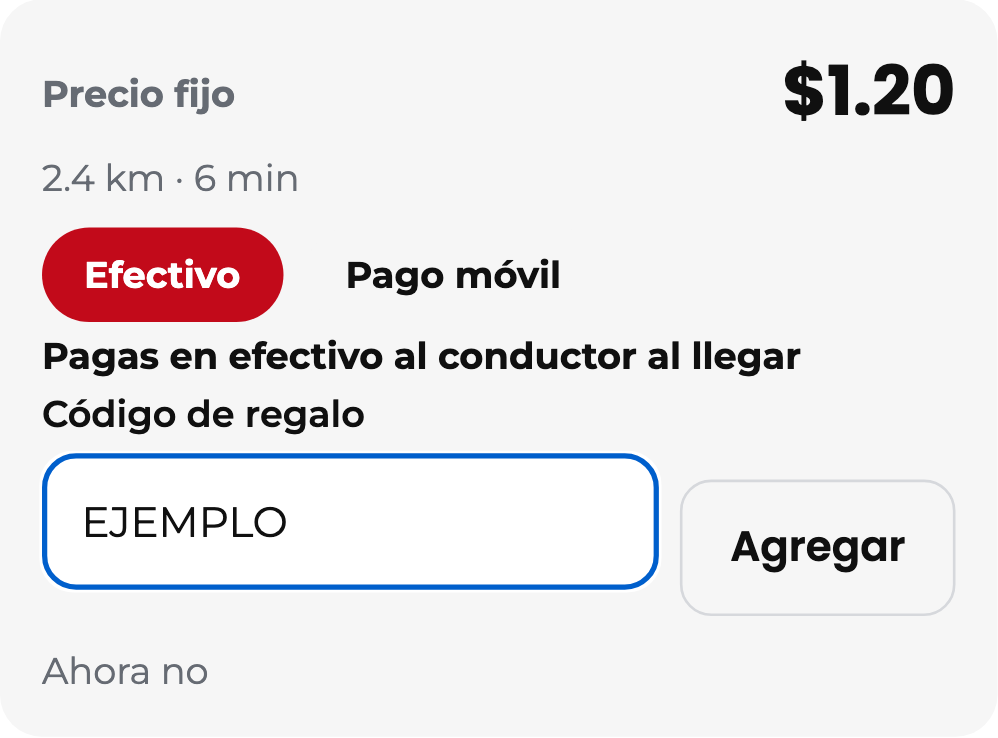 Precio fijo $1.20
2.4 km · 6 min
Efectivo Pago móvil
Pagas en efectivo al conductor al llegar
Código de regalo
EJEMPLO Agregar
Ahora no